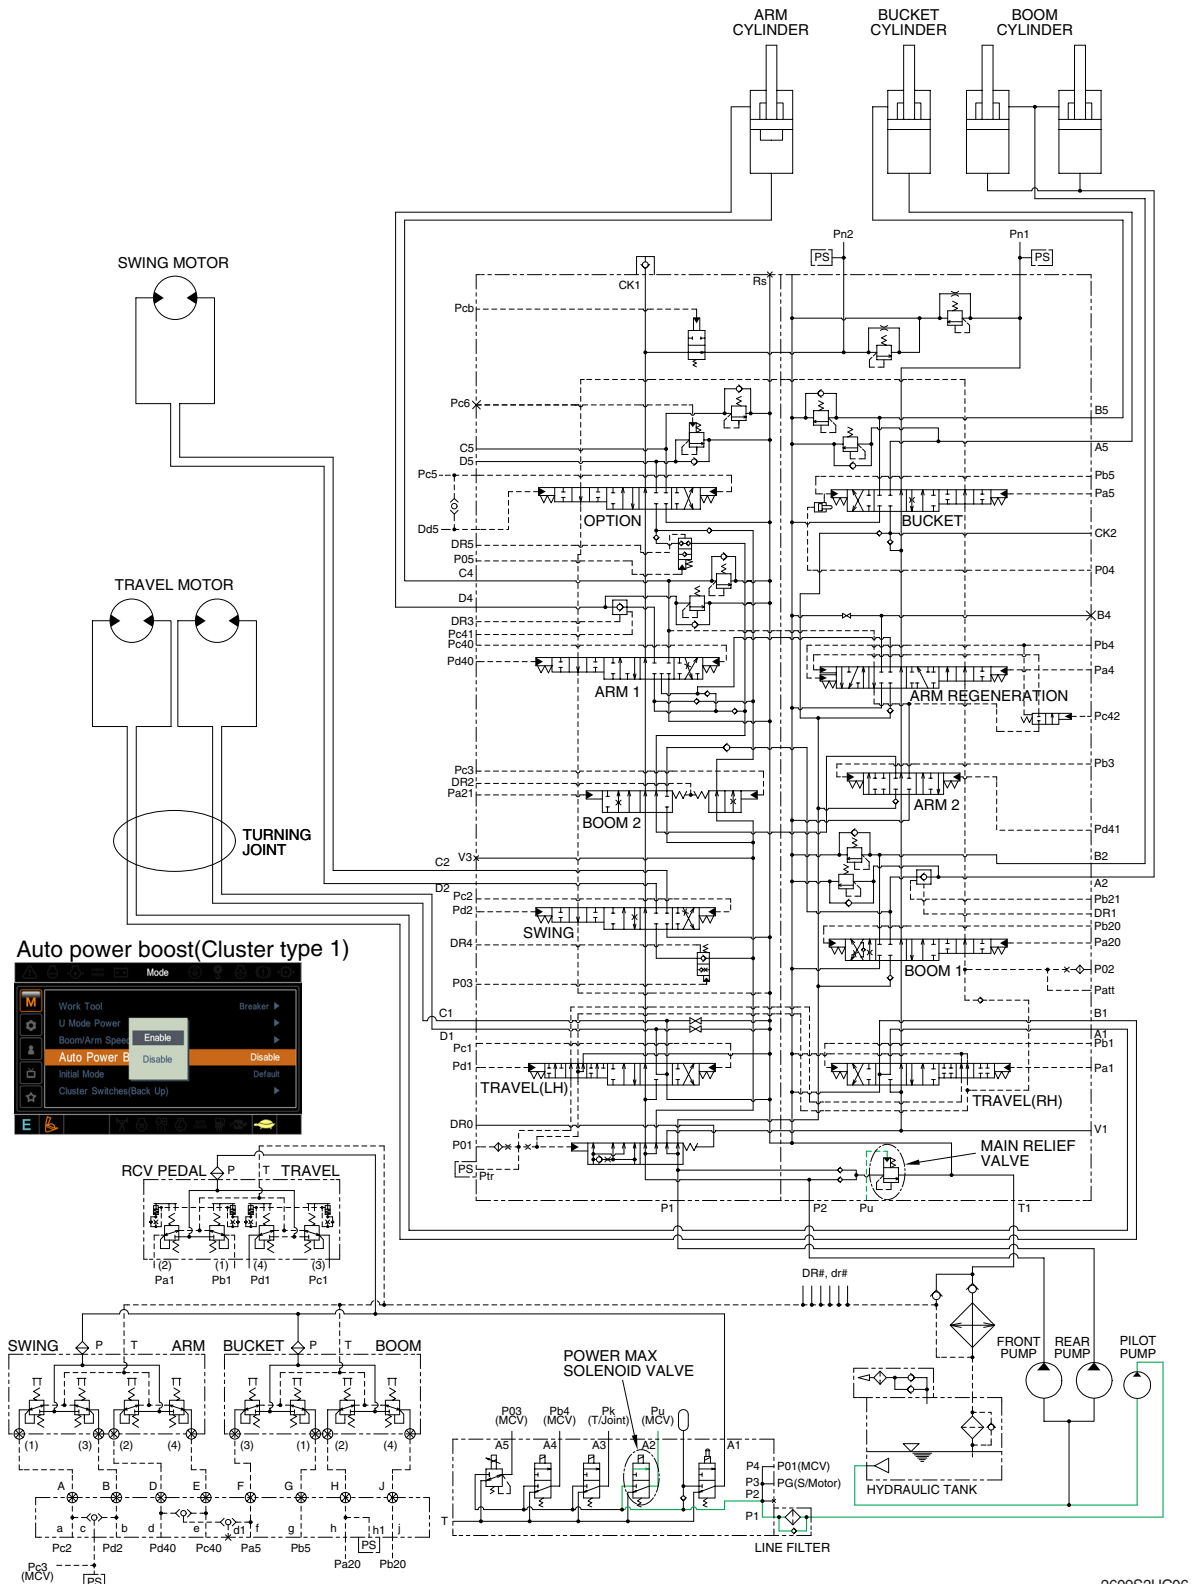 ARM
CYLINDER
BUCKET
CYLINDER
BOOM
CYLINDER
SWING MOTOR
TRAVEL MOTOR
TURNING
JOINT
Pn2
Pn1
PS
PS
CK1
Rs
Pcb
Pc6
C5
D5
Pc5
Dd5
DR5
P05
C4
D4
DR3
Pc41
Pc40
Pd40
OPTION
ARM 1
B5
A5
Pb5
Pa5
BUCKET
CK2
P04
B4
Pb4
Pa4
ARM REGENERATION
Pc42
Pc3
DR2
Pa21
BOOM 2
Pb3
ARM 2
Pd41
V3
C2
D2
Pc2
Pd2
SWING
DR4
P03
B2
A2
Pb21
DR1
Pb20
Pa20
BOOM 1
P02
Patt
C1
D1
Pc1
Pd1
TRAVEL(LH)
B1
A1
Pb1
Pa1
TRAVEL(RH)
DR0
P01
PS
Ptr
V1
MAIN RELIEF
VALVE
P1
P2
Pu
T1
Auto power boost(Cluster type 1)
Mode
M
Work Tool
Breaker
U Mode Power
Boom/Arm Speed
Enable
Auto Power B
Disable
Disable
Initial Mode
Default
Cluster Switches(Back Up)
E
RCV PEDAL
P
T
TRAVEL
(2)
(1)
(4)
(3)
Pa1
Pb1
Pd1
Pc1
SWING
P
T
ARM
BUCKET
P
T
BOOM
(1)
(3)
(2)
(4)
(3)
(1)
(2)
(4)
A
B
D
E
F
G
H
J
a
c
b
d
e
d1
f
g
h
h1
j
PS
Pc2
Pd2
Pd40
Pc40
Pa5
Pb5
Pa20
Pb20
Pc3
(MCV)
PS
DR#, dr#
POWER MAX
SOLENOID VALVE
P03
(MCV)
Pb4
(MCV)
Pk
(T/Joint)
Pu
(MCV)
A5
A4
A3
A2
A1
T
P4
P01(MCV)
P3
PG(S/Motor)
P2
P1
LINE FILTER
FRONT
PUMP
REAR
PUMP
PILOT
PUMP
HYDRAULIC TANK